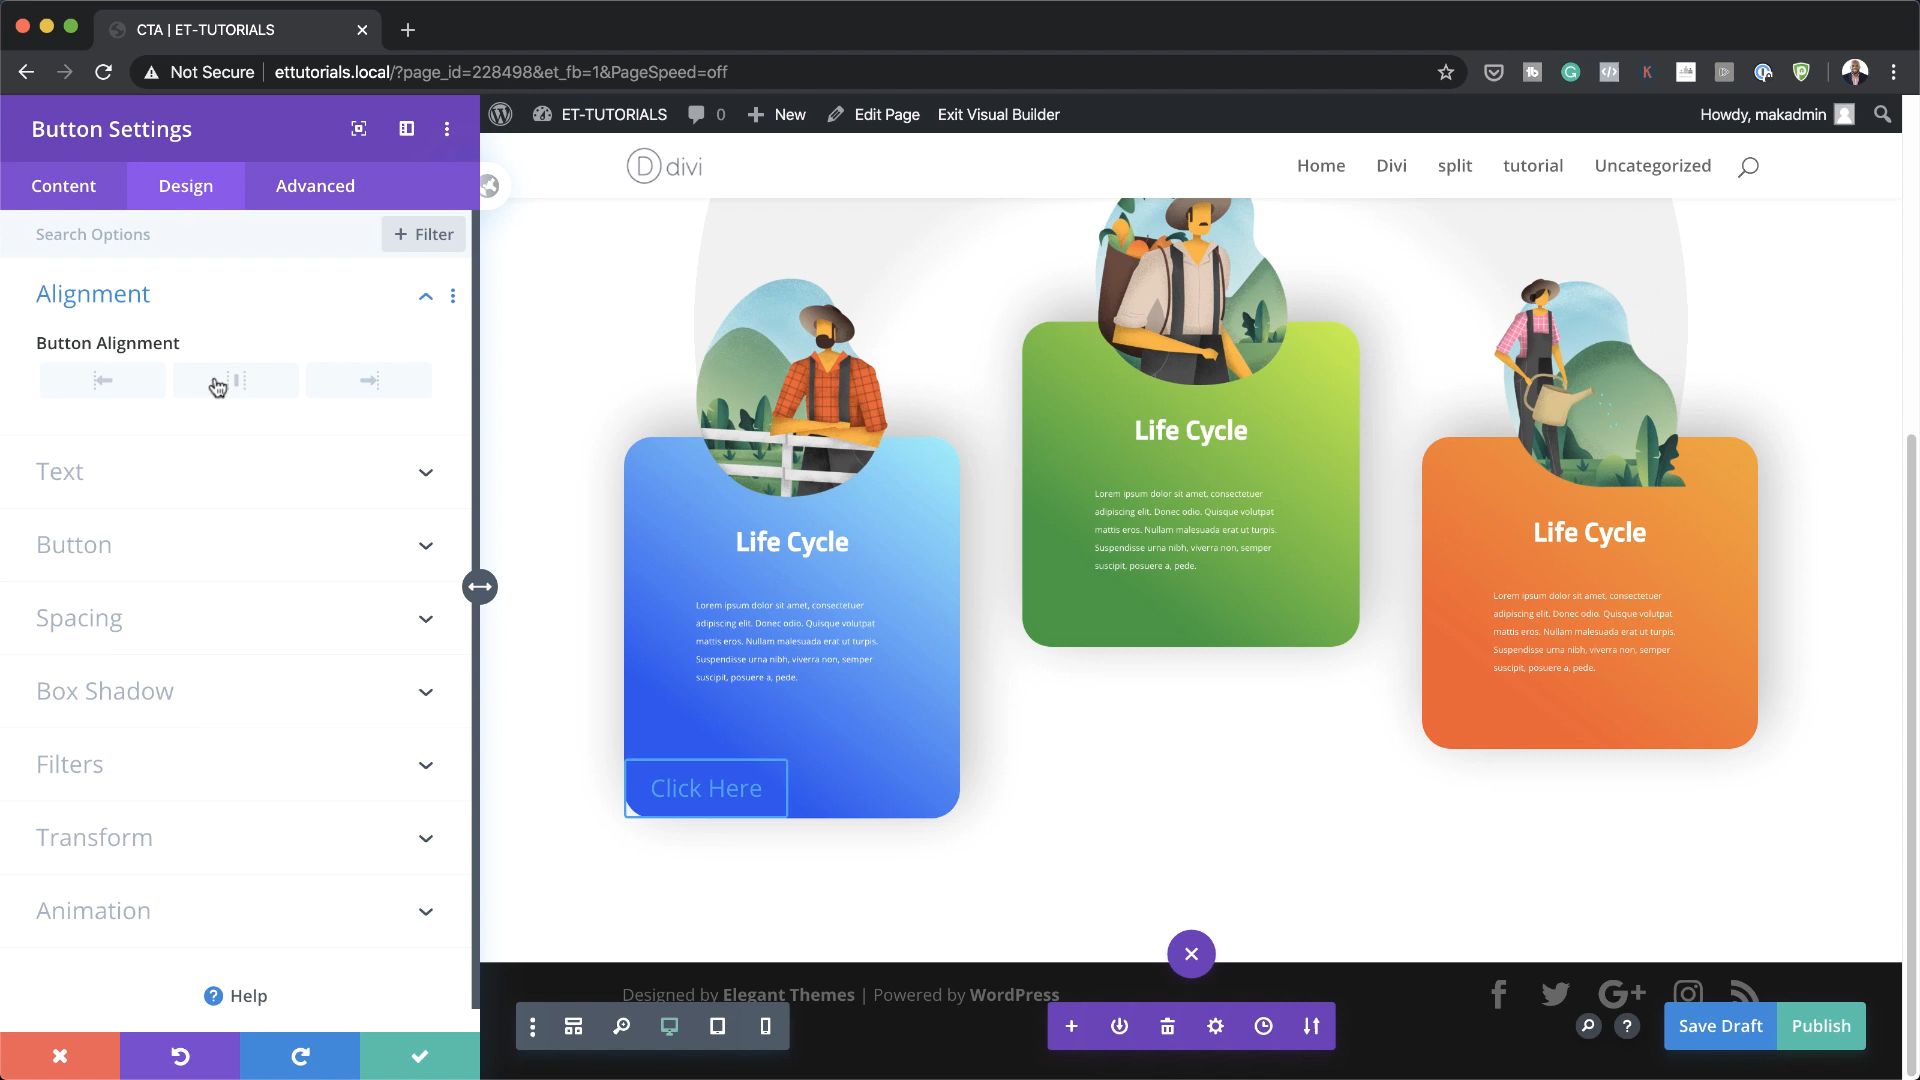 CTA | ET-TUTORIALS
Not Secure
ettutorials.local/?page_id=228498&et_fb=1&PageSpeed=off
Button Settings
Content
Design
Advanced
Search Options
+ Filter
Alignment
Button Alignment
Text
Button
Spacing
Box Shadow
Filters
Transform
Animation
? Help
ET-TUTORIALS
0
New
Edit Page
Exit Visual Builder
Howdy, makadmin
D divi
Home
Divi
split
tutorial
Uncategorized
Life Cycle
Lorem ipsum dolor sit amet, consectetuer
adipiscing elit. Donec odio. Quisque volutpat
mattis eros. Nullam malesuada erat ut turpis.
Suspendisse urna nibh, viverra non, semper
suscipit, posuere a, pede.
Click Here
Life Cycle
Lorem ipsum dolor sit amet, consectetuer
adipiscing elit. Donec odio. Quisque volutpat
mattis eros. Nullam malesuada erat ut turpis.
Suspendisse urna nibh, viverra non, semper
suscipit, posuere a, pede.
Life Cycle
Lorem ipsum dolor sit amet, consectetuer
adipiscing elit. Donec odio. Quisque volutpat
mattis eros. Nullam malesuada erat ut turpis.
Suspendisse urna nibh, viverra non, semper
suscipit, posuere a, pede.
Designed by Elegant Themes | Powered by WordPress
Save Draft
Publish